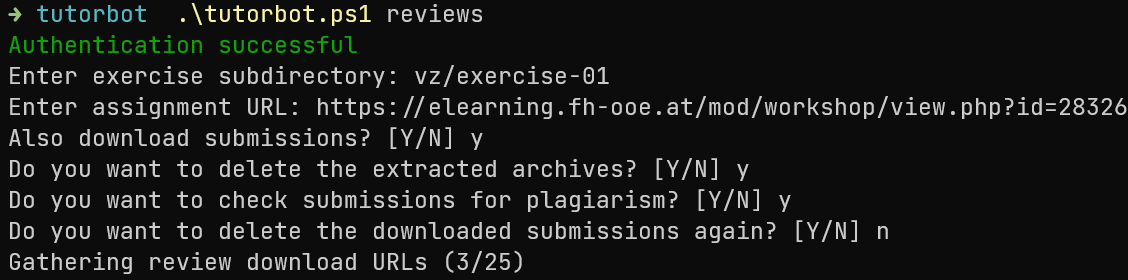 → tutorbot .\tutorbot.ps1 reviews
Authentication successful
Enter exercise subdirectory: vz/exercise-01
Enter assignment URL: https://elearning.fh-ooe.at/mod/workshop/view.php?id=28326
Also download submissions? [Y/N] y
Do you want to delete the extracted archives? [Y/N] y
Do you want to check submissions for plagiarism? [Y/N] y
Do you want to delete the downloaded submissions again? [Y/N] n
Gathering review download URLs (3/25)